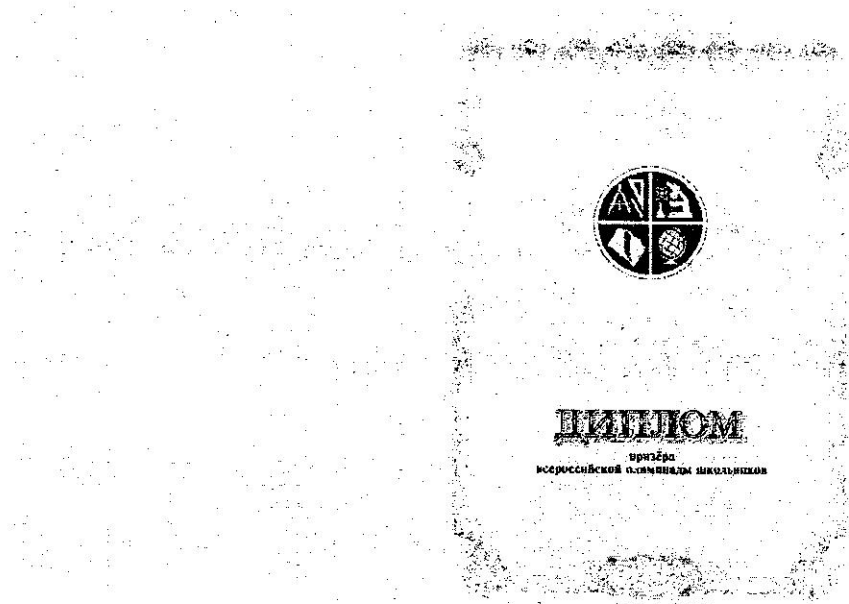 ДИПЛОМ
призёра
всероссийской олимпиады школьников